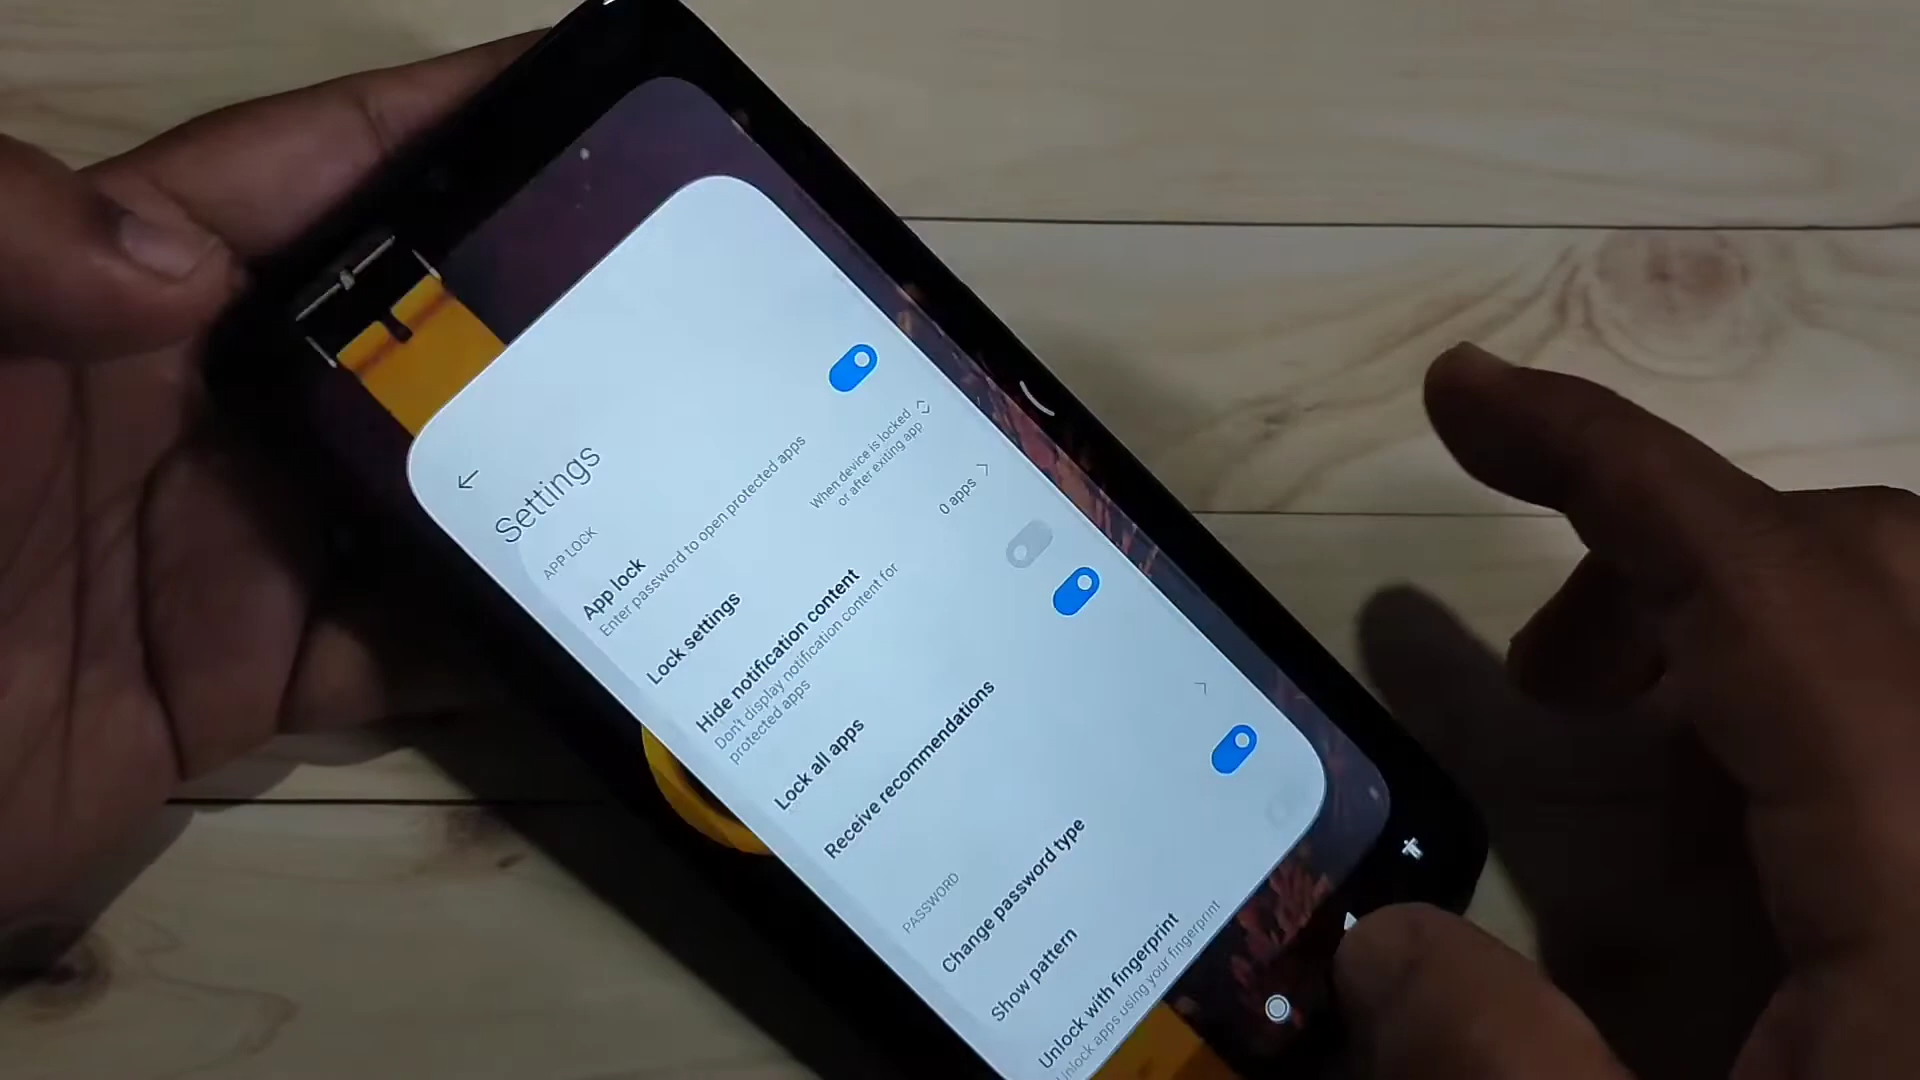 Settings
APP LOCK
App lock
Enter password to open protected apps
Lock settings
When device is locked
or after exiting app
Hide notification content
Don't display notification content for
protected apps
0 apps
Lock all apps
Receive recommendations
PASSWORD
Change password type
Show pattern
Unlock with fingerprint
Unlock apps using your fingerprint